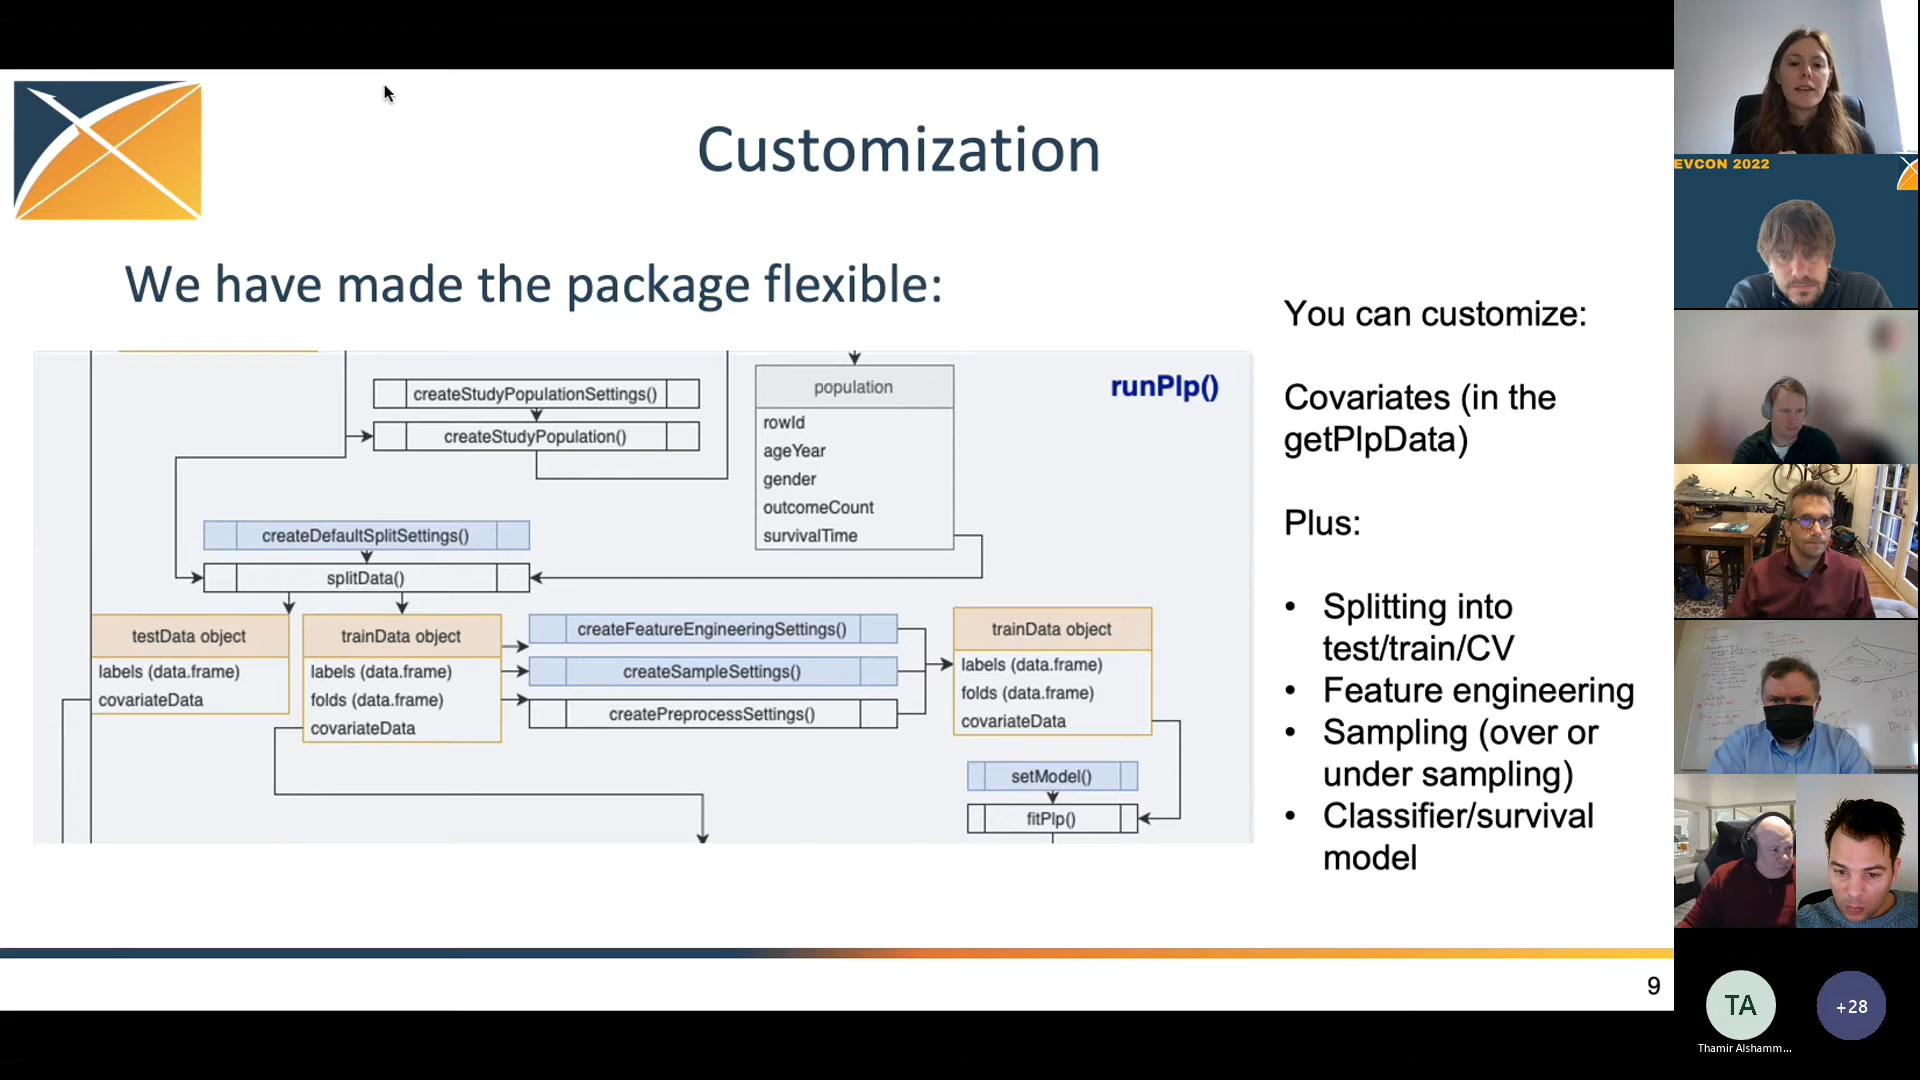 Customization
We have made the package flexible:
runPlp()
createStudyPopulationSettings()
createStudyPopulation()
population
rowId
ageYear
gender
outcomeCount
survivalTime
createDefaultSplitSettings()
splitData()
testData object
labels (data.frame)
covariateData
trainData object
labels (data.frame)
folds (data.frame)
covariateData
createFeatureEngineeringSettings()
createSampleSettings()
createPreprocessSettings()
trainData object
labels (data.frame)
folds (data.frame)
covariateData
setModel()
fitPlp()
You can customize:
Covariates (in the
getPlpData)
Plus:
• Splitting into
test/train/CV
• Feature engineering
• Sampling (over or
under sampling)
• Classifier/survival
model
9
EVCON 2022
TA
+28
Thamir Alshamm...